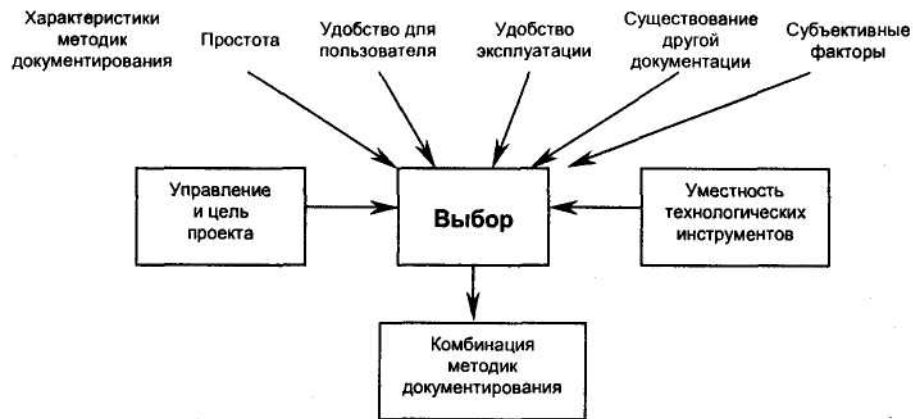 Характеристики
методик
документирования
Простота
Удобство для
пользователя
Удобство
эксплуатации
Существование
другой
документации
Субъективные
факторы
Управление
и цель
проекта
Выбор
Уместность
технологических
инструментов
Комбинация
методик
документирования